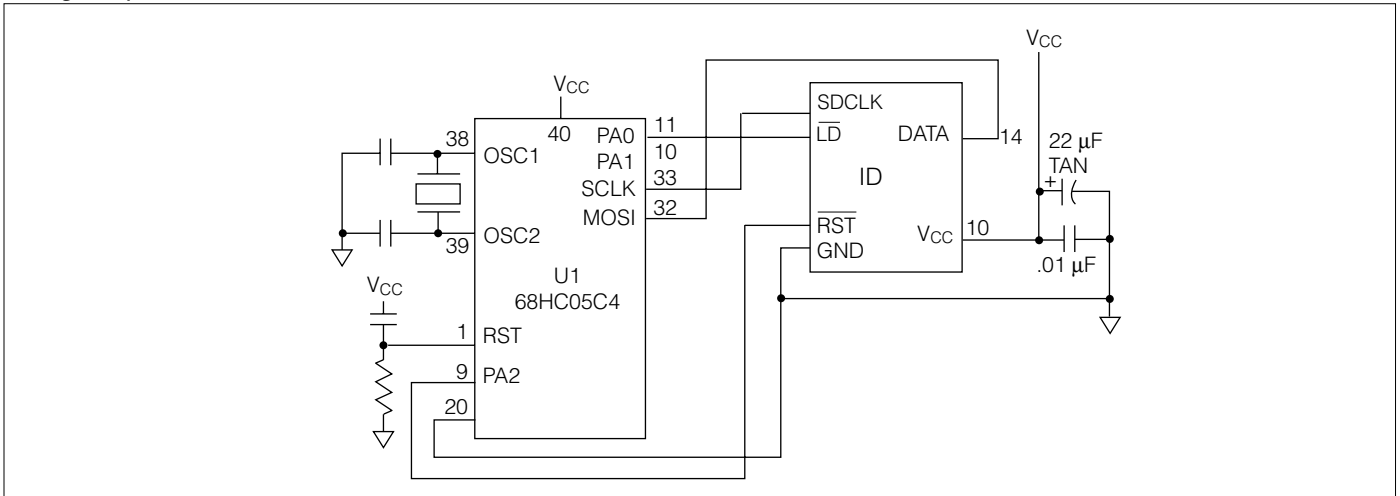 VCC
VCC
40
38
OSC1
39
OSC2
PA0
11
PA1
10
SCLK
33
MOSI
32
U1
68HC05C4
VCC
1
RST
9
PA2
20
SDCLK
LD
DATA
14
ID
RST
GND
VCC
10
22 µF
TAN
+
.01 µF